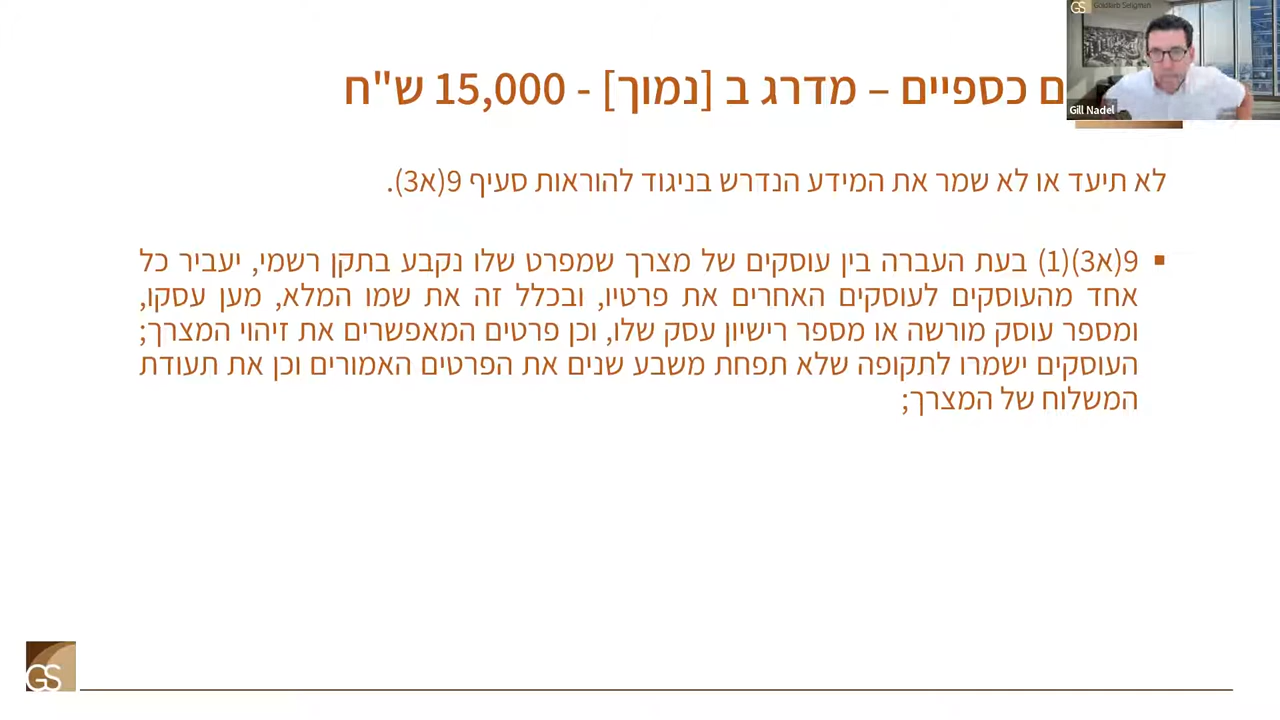 GS Goldfarb Seligman
Gill Nadel
ם כספיים – מדרג ב [נמוך] - 15,000 ש"ח
לא תיעד או לא שמר את המידע הנדרש בניגוד להוראות סעיף 9(א3).
▪ 9(א3)(1) בעת העברה בין עוסקים של מצרך שמפרט שלו נקבע בתקן רשמי, יעביר כל
אחד מהעוסקים לעוסקים האחרים את פרטיו, ובכלל זה את שמו המלא, מען עסקו,
ומספר עוסק מורשה או מספר רישיון עסק שלו, וכן פרטים המאפשרים את זיהוי המצרך;
העוסקים ישמרו לתקופה שלא תפחת משבע שנים את הפרטים האמורים וכן את תעודת
המשלוח של המצרך;
GS